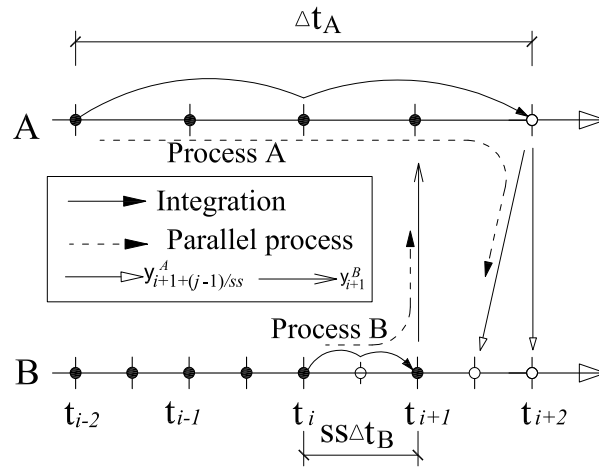 △t_A
A
Process A
Integration
Parallel process
y^A_{i+1+(j-1)/ss} y^B_{i+1}
Process B
B
t_{i-2} t_{i-1} t_i t_{i+1} t_{i+2}
ss△t_B